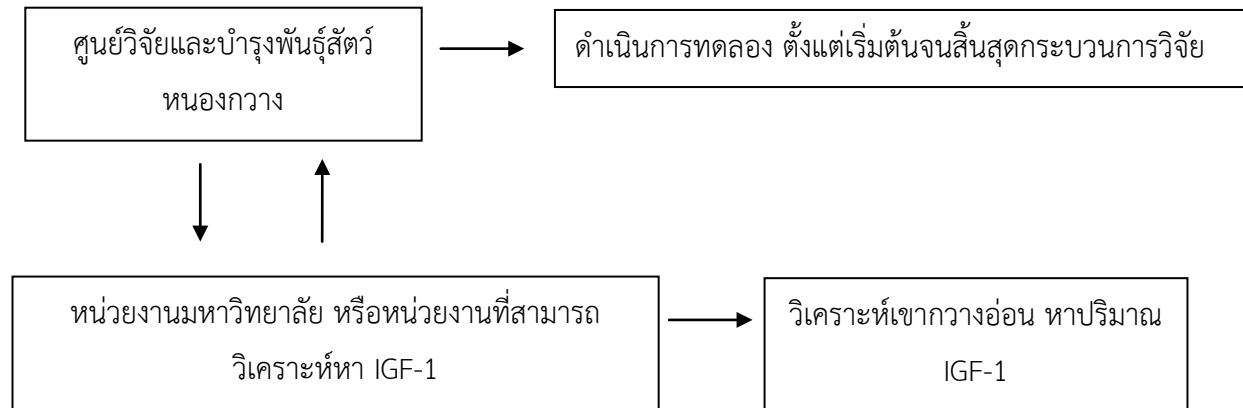 ศูนย์วิจัยและบำรุงพันธุ์สัตว์
หนองกวาง
ดำเนินการทดลอง ตั้งแต่เริ่มต้นจนสิ้นสุดกระบวนการวิจัย
หน่วยงานมหาวิทยาลัย หรือหน่วยงานที่สามารถ
วิเคราะห์หา IGF-1
วิเคราะห์เขากวางอ่อน หาปริมาณ
IGF-1